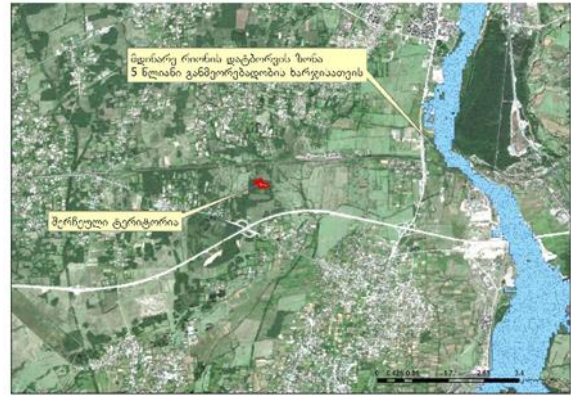 მდინარე რიონის დატბორვის ზონა
5 წლიანი განმეორებადობის ხარჯისათვის
შერჩეული ტერიტორია